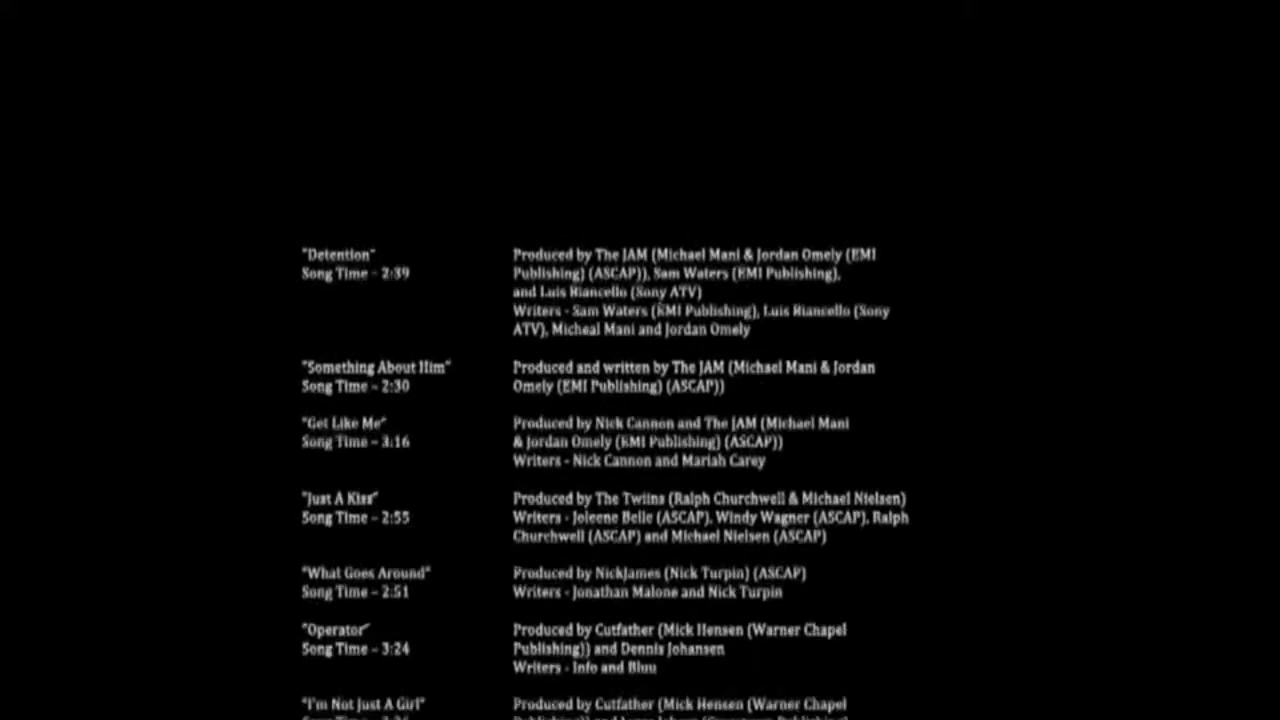 "Detention"
Song Time - 2:39
Produced by The JAM (Michael Mani & Jordan Omely (EMI
Publishing) (ASCAP)), Sam Waters (EMI Publishing),
and Luis Biancello (Sony ATV)
Writers - Sam Waters (EMI Publishing), Luis Biancello (Sony
ATV), Micheal Mani and Jordan Omely
"Something About Him"
Song Time - 2:30
Produced and written by The JAM (Michael Mani & Jordan
Omely (EMI Publishing) (ASCAP))
"Get Like Me"
Song Time - 3:16
Produced by Nick Cannon and The JAM (Michael Mani
& Jordan Omely (EMI Publishing) (ASCAP))
Writers - Nick Cannon and Mariah Carey
"Just A Kiss"
Song Time - 2:55
Produced by The Twiins (Ralph Churchwell & Michael Nielsen)
Writers - Joleene Belle (ASCAP), Windy Wagner (ASCAP), Ralph
Churchwell (ASCAP) and Michael Nielsen (ASCAP)
"What Goes Around"
Song Time - 2:51
Produced by NickJames (Nick Turpin) (ASCAP)
Writers - Jonathan Malone and Nick Turpin
"Operator"
Song Time - 3:24
Produced by Cutfather (Mick Hensen (Warner Chapel
Publishing)) and Dennis Johansen
Writers - Info and Bluu
"I'm Not Just A Girl"
Produced by Cutfather (Mick Hensen (Warner Chapel